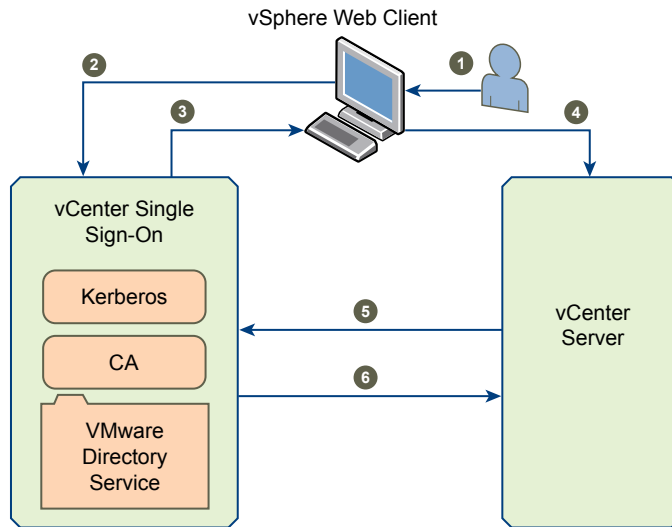 vSphere Web Client
1
2
3
4
vCenter Single
Sign-On
Kerberos
CA
VMware
Directory
Service
5
6
vCenter
Server